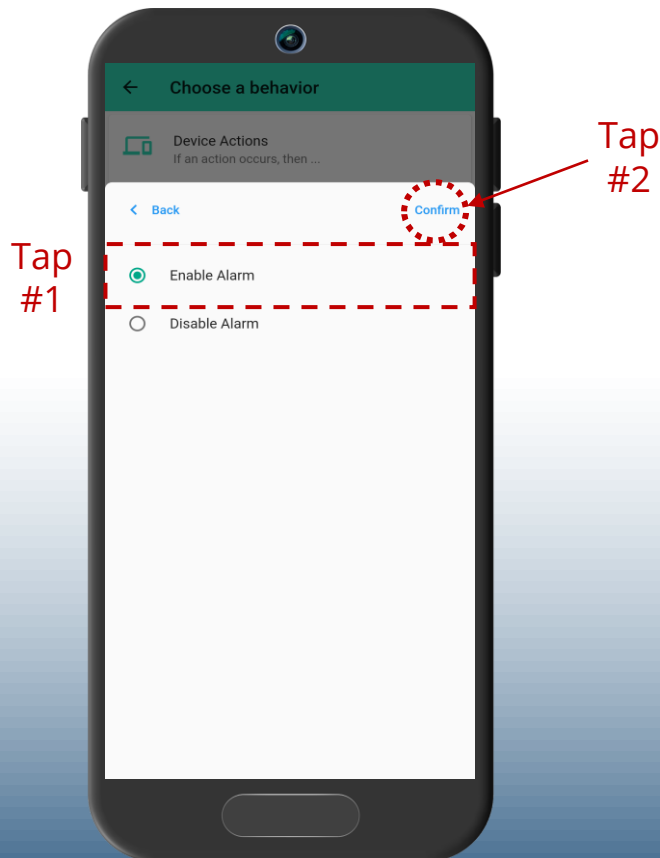 Choose a behavior
Device Actions
If an action occurs, then ...
Tap
#2
Back
Confirm
Tap
#1
Enable Alarm
Disable Alarm